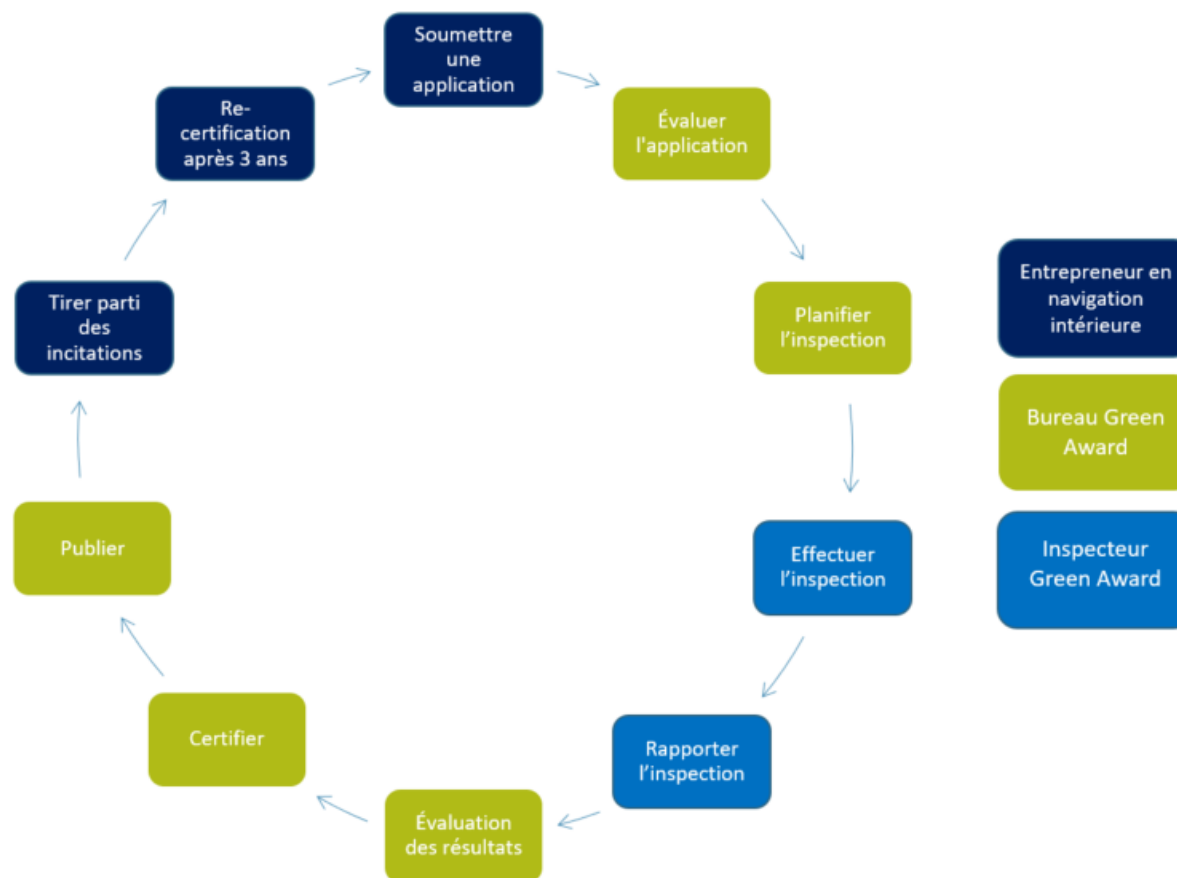 Soumettre
une
application
Évaluer
l'application
Planifier
l’inspection
Effectuer
l’inspection
Rapporter
l’inspection
Évaluation
des résultats
Certifier
Publier
Tirer parti
des
incitations
Re-
certification
après 3 ans
Entrepreneur en
navigation
intérieure
Bureau Green
Award
Inspecteur
Green Award